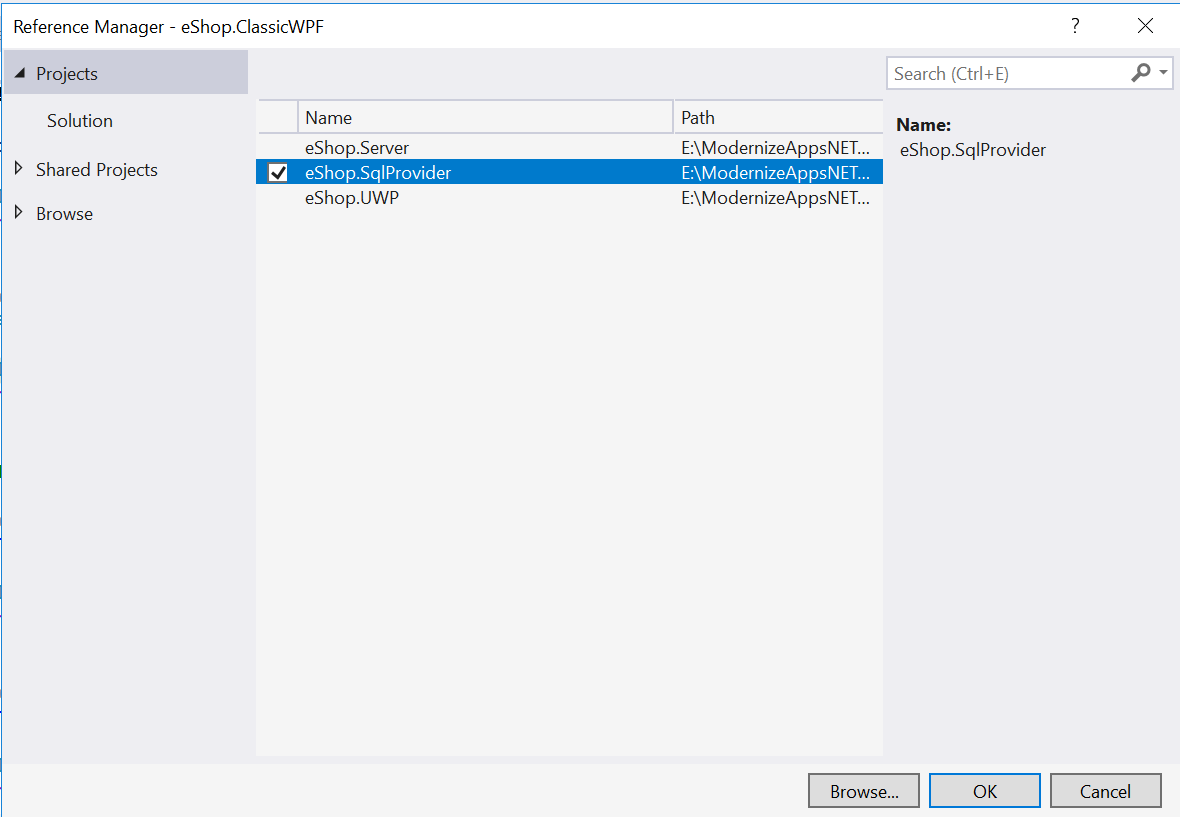 Reference Manager - eShop.ClassicWPF
?
Projects
Solution
Shared Projects
Browse
Search (Ctrl+E)
Name Path
eShop.Server E:\ModernizeAppsNET...
eShop.SqlProvider E:\ModernizeAppsNET...
eShop.UWP E:\ModernizeAppsNET...
Name:
eShop.SqlProvider
Browse... OK Cancel